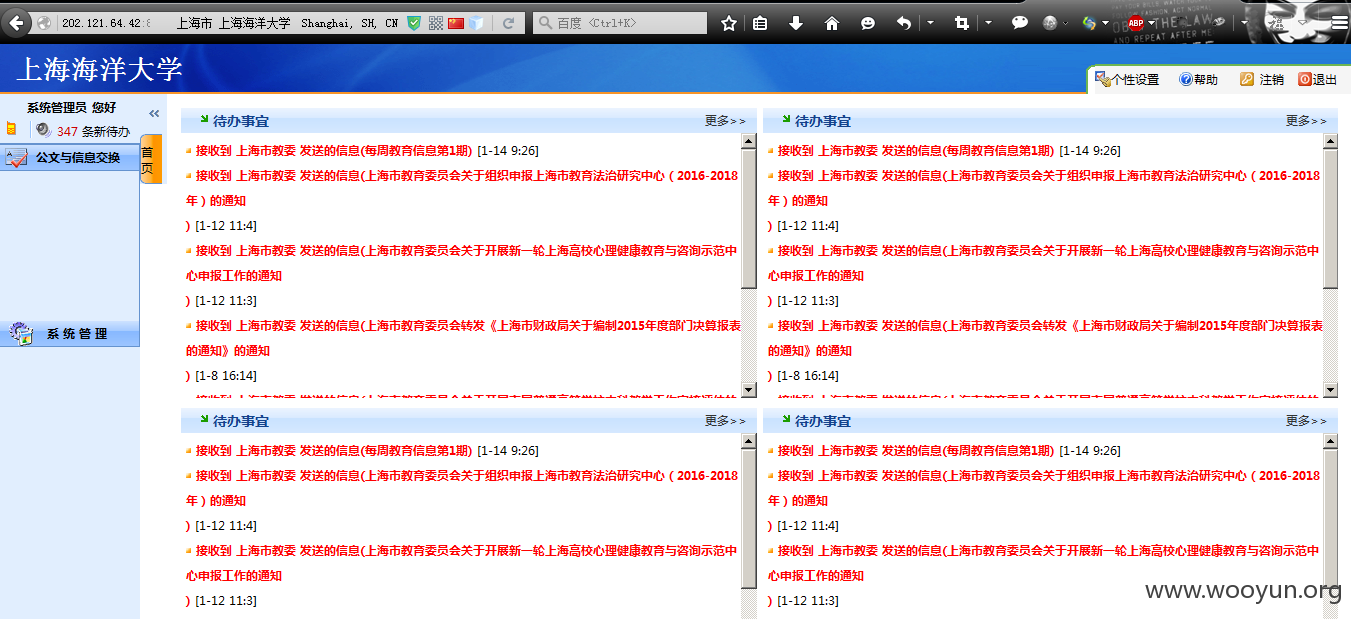 202.121.64.42:8 上海市 上海海洋大学 Shanghai, SH, CN 百度 <Ctrl+K> ABP
上海海洋大学
个性设置 帮助 注销 退出
系统管理员 您好
347 条新待办
公文与信息交换
首页
系 统 管 理
待办事宜 更多>>
接收到 上海市教委 发送的信息(每周教育信息第1期) [1-14 9:26]
接收到 上海市教委 发送的信息(上海市教育委员会关于组织申报上海市教育法治研究中心（2016-2018
年）的通知
) [1-12 11:4]
接收到 上海市教委 发送的信息(上海市教育委员会关于开展新一轮上海高校心理健康教育与咨询示范中
心申报工作的通知
) [1-12 11:3]
接收到 上海市教委 发送的信息(上海市教育委员会转发《上海市财政局关于编制2015年度部门决算报表
的通知》的通知
) [1-8 16:14]
待办事宜 更多>>
接收到 上海市教委 发送的信息(每周教育信息第1期) [1-14 9:26]
接收到 上海市教委 发送的信息(上海市教育委员会关于组织申报上海市教育法治研究中心（2016-2018
年）的通知
) [1-12 11:4]
接收到 上海市教委 发送的信息(上海市教育委员会关于开展新一轮上海高校心理健康教育与咨询示范中
心申报工作的通知
) [1-12 11:3]
接收到 上海市教委 发送的信息(上海市教育委员会转发《上海市财政局关于编制2015年度部门决算报表
的通知》的通知
) [1-8 16:14]
待办事宜 更多>>
接收到 上海市教委 发送的信息(每周教育信息第1期) [1-14 9:26]
接收到 上海市教委 发送的信息(上海市教育委员会关于组织申报上海市教育法治研究中心（2016-2018
年）的通知
) [1-12 11:4]
接收到 上海市教委 发送的信息(上海市教育委员会关于开展新一轮上海高校心理健康教育与咨询示范中
心申报工作的通知
) [1-12 11:3]
待办事宜 更多>>
接收到 上海市教委 发送的信息(每周教育信息第1期) [1-14 9:26]
接收到 上海市教委 发送的信息(上海市教育委员会关于组织申报上海市教育法治研究中心（2016-2018
年）的通知
) [1-12 11:4]
接收到 上海市教委 发送的信息(上海市教育委员会关于开展新一轮上海高校心理健康教育与咨询示范中
心申报工作的通知
) [1-12 11:3]
www.wooyun.org